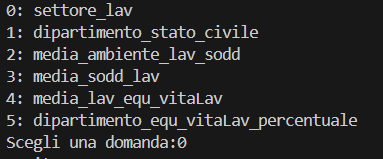 0: settore_lav
1: dipartimento_stato_civile
2: media_ambiente_lav_sodd
3: media_sodd_lav
4: media_lav_equ_vitaLav
5: dipartimento_equ_vitaLav_percentuale
Scegli una domanda:0